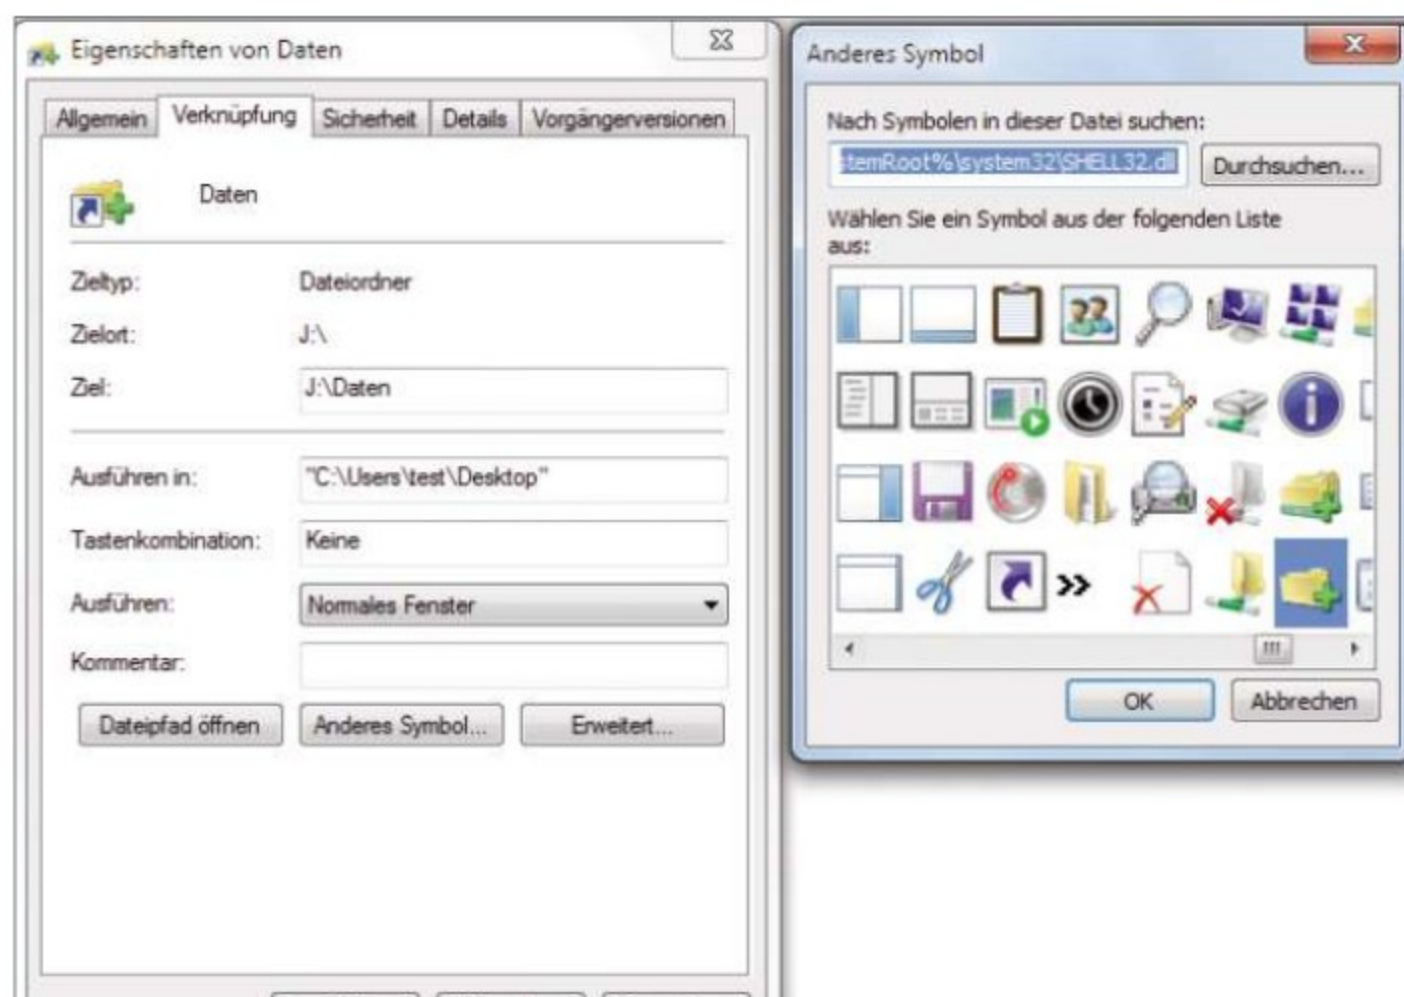 Eigenschaften von Daten
Allgemein Verknüpfung Sicherheit Details Vorgängerversionen
Daten
Zieltyp: Dateiordner
Zielort: J:\
Ziel: J:\Daten
Ausführen in: "C:\Users\test\Desktop"
Tastenkombination: Keine
Ausführen: Normales Fenster
Kommentar:
Dateipfad öffnen Anderes Symbol... Erweitert...
Anderes Symbol
Nach Symbolen in dieser Datei suchen:
stemRoot%\system32\SHELL32.dll Durchsuchen...
Wählen Sie ein Symbol aus der folgenden Liste
aus:
OK Abbrechen